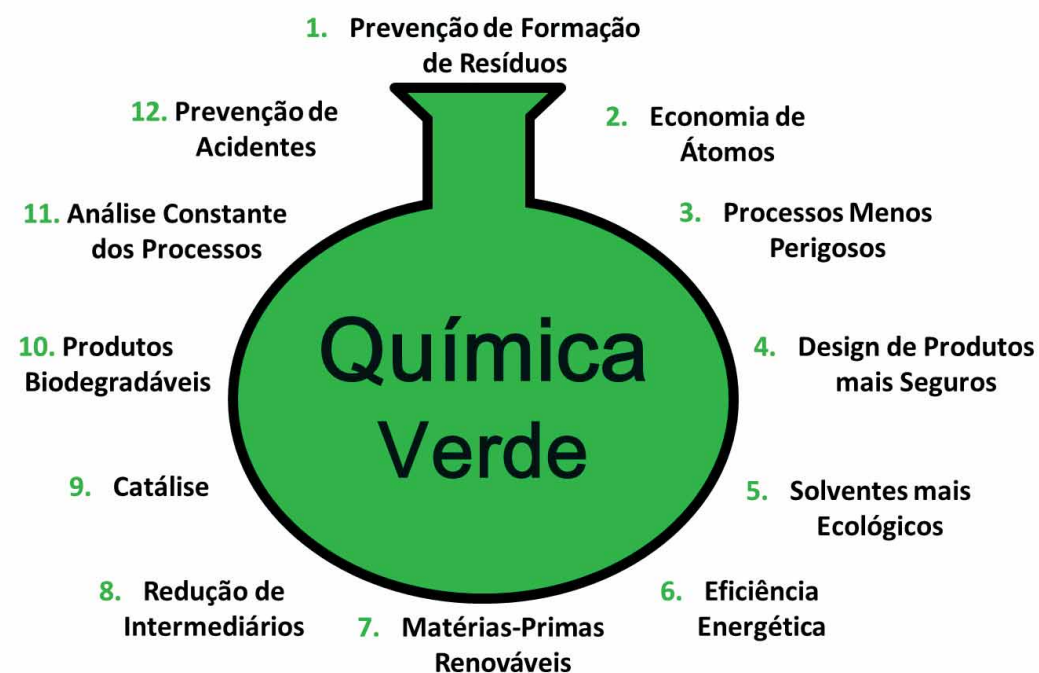 1. Prevenção de Formação
de Resíduos
2. Economia de
Átomos
3. Processos Menos
Perigosos
4. Design de Produtos
mais Seguros
5. Solventes mais
Ecológicos
6. Eficiência
Energética
7. Matérias-Primas
Renováveis
8. Redução de
Intermediários
9. Catálise
10. Produtos
Biodegradáveis
11. Análise Constante
dos Processos
12. Prevenção de
Acidentes
Química
Verde